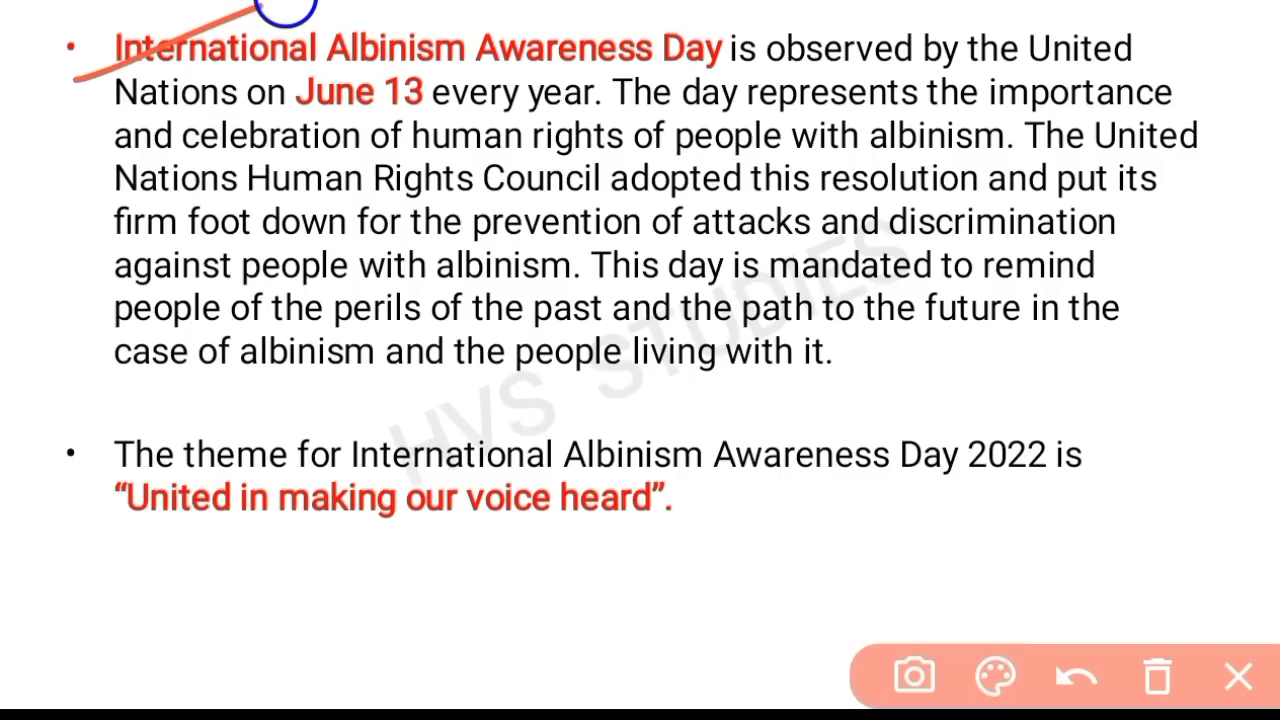 • International Albinism Awareness Day is observed by the United
Nations on June 13 every year. The day represents the importance
and celebration of human rights of people with albinism. The United
Nations Human Rights Council adopted this resolution and put its
firm foot down for the prevention of attacks and discrimination
against people with albinism. This day is mandated to remind
people of the perils of the past and the path to the future in the
case of albinism and the people living with it.
• The theme for International Albinism Awareness Day 2022 is
“United in making our voice heard”.
HVS STUDIES